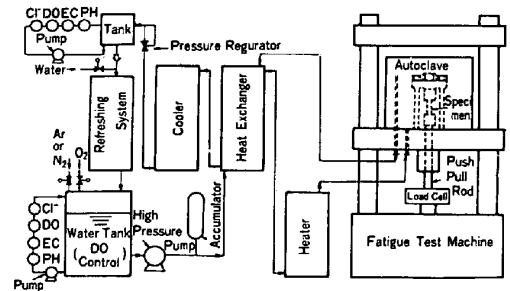 Cl⁻ DO EC PH
Tank
Pump
Water
Pressure Regurator
Refreshing
System
Cooler
Heat Exchanger
Autoclave
Speci
men
Ar
or
N₂
O₂
Cl⁻
DO
EC
PH
Pump
Water Tank
( DO
Control )
High
Pressure
Pump
Accumulator
Heater
Push
Pull
Rod
Load Cell
Fatigue Test Machine